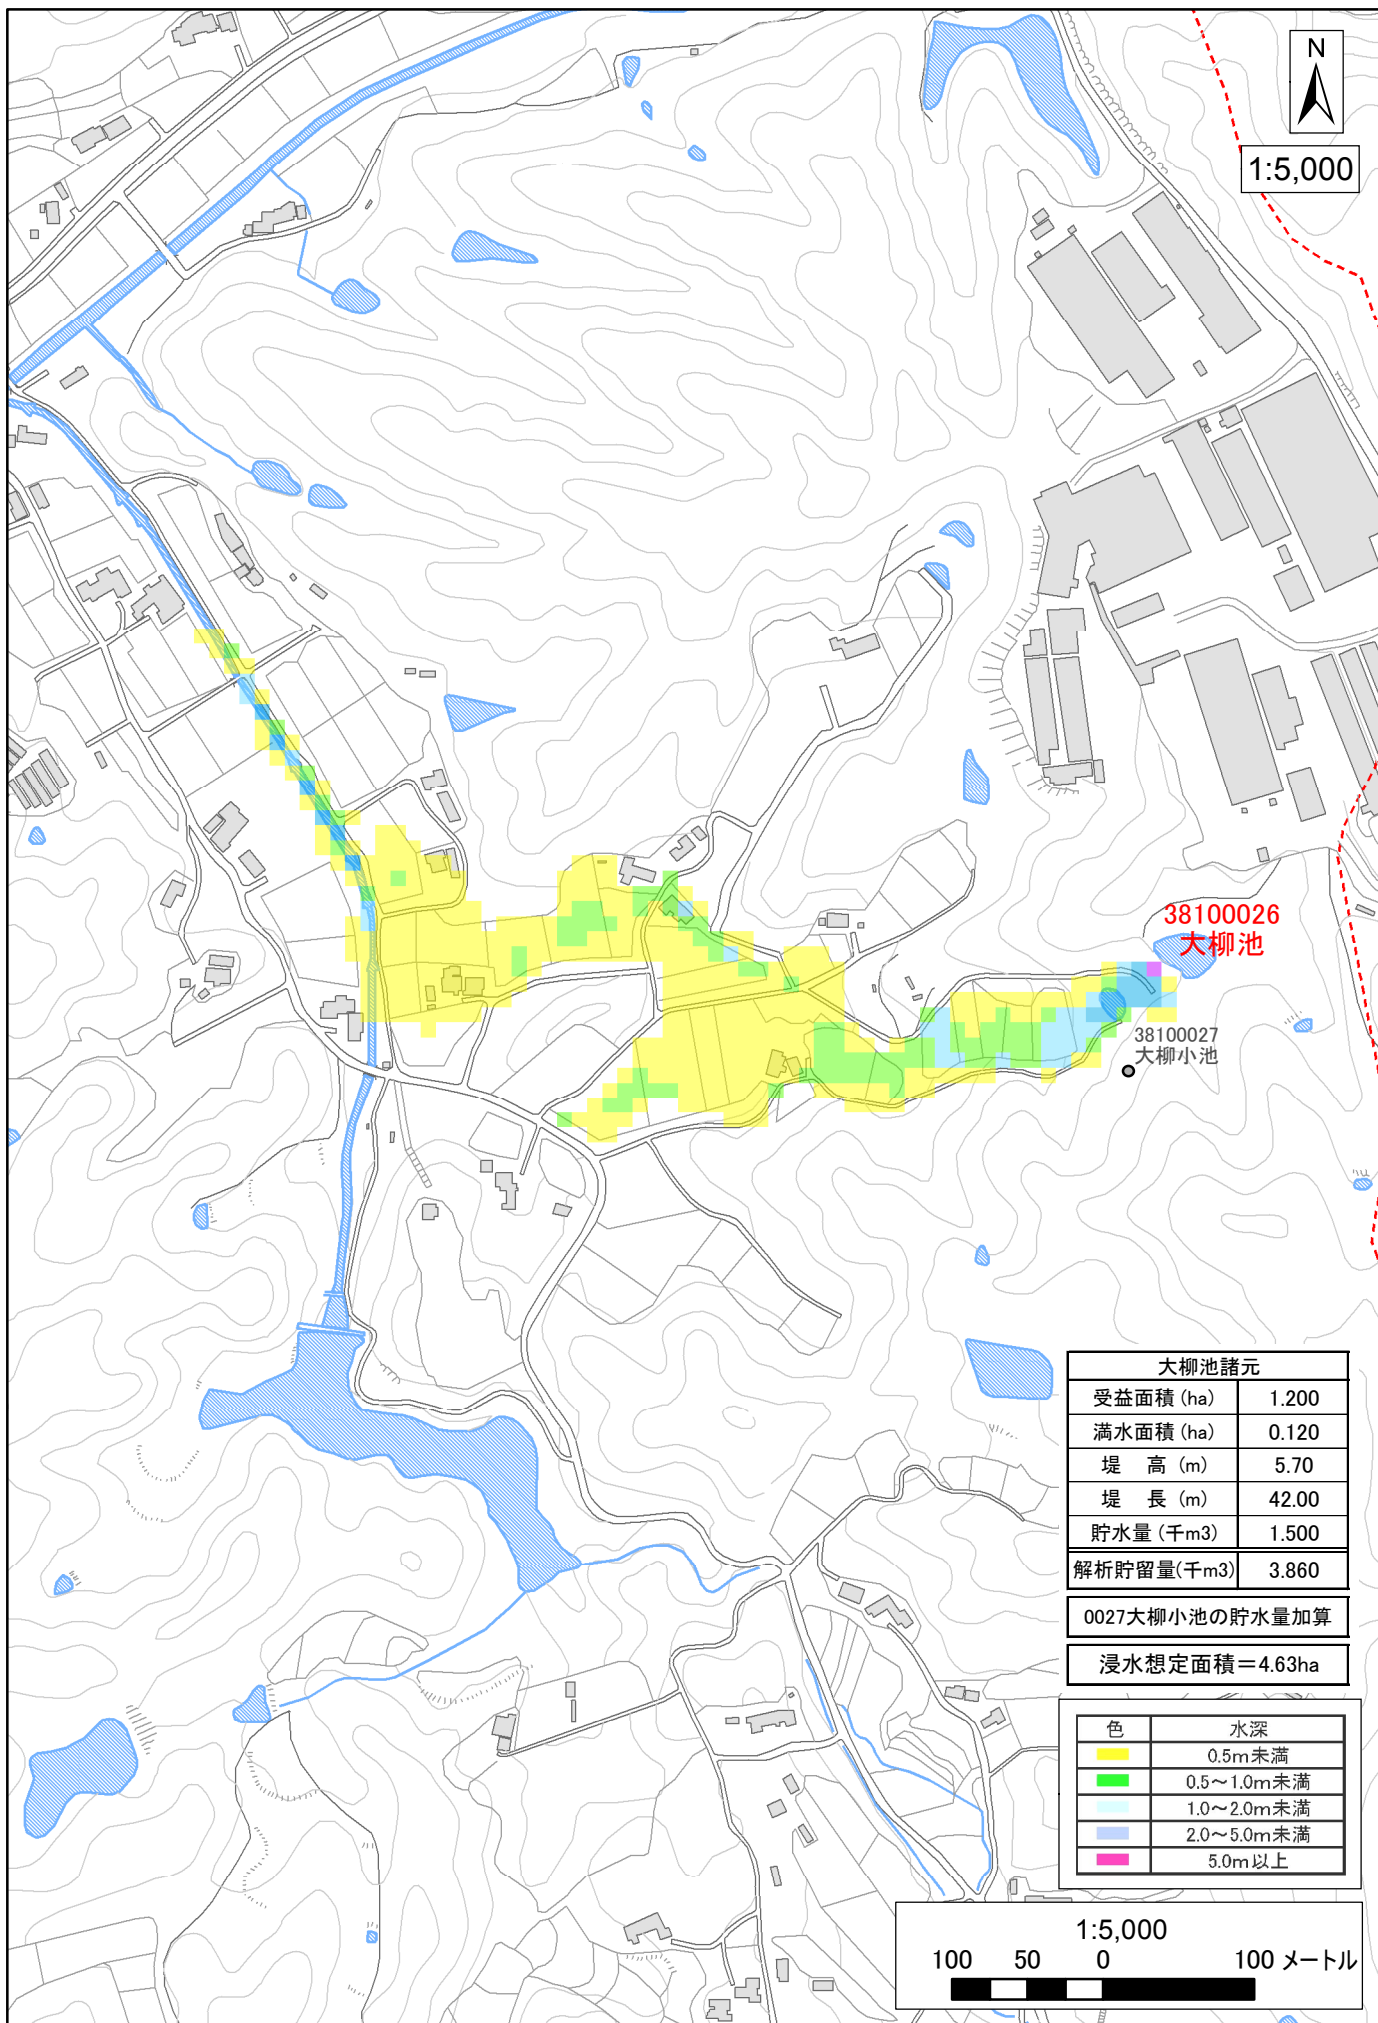 N
1:5,000
38100026
大柳池
38100027
大柳小池
大柳池諸元
受益面積(ha) 1.200
満水面積(ha) 0.120
堤 高(m) 5.70
堤 長(m) 42.00
貯水量(千m3) 1.500
解析貯留量(千m3) 3.860
0027大柳小池の貯水量加算
浸水想定面積＝4.63ha
色 水深
0.5m未満
0.5～1.0m未満
1.0～2.0m未満
2.0～5.0m未満
5.0m以上
1:5,000
100 50 0 100 メートル